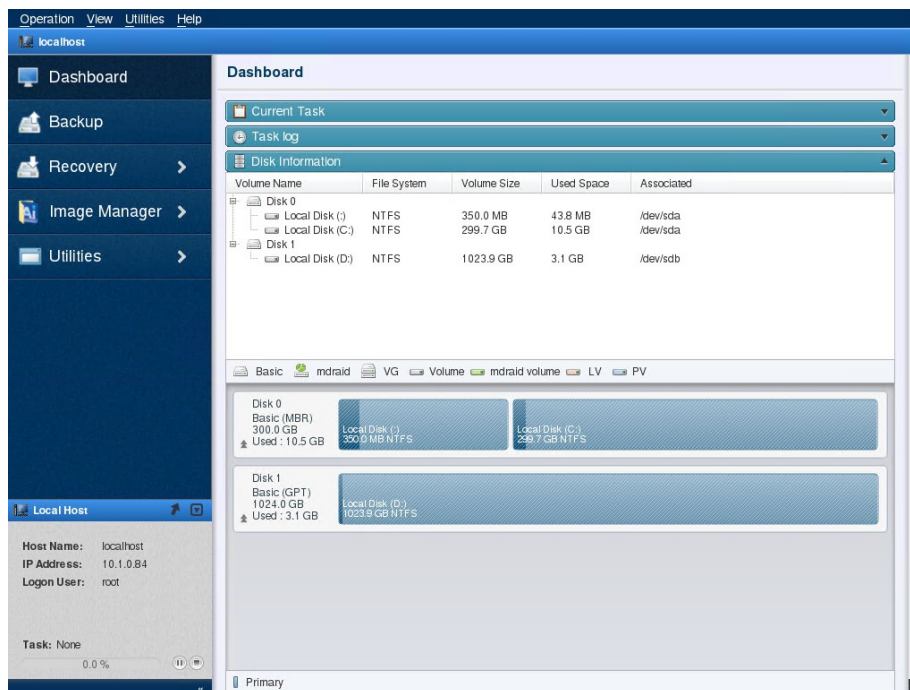 Operation View Utilities Help
localhost
Dashboard
Backup
Recovery
Image Manager
Utilities
Dashboard
Current Task
Task log
Disk Information
Volume Name File System Volume Size Used Space Associated
Disk 0
Local Disk (:) NTFS 350.0 MB 43.8 MB /dev/sda
Local Disk (C:) NTFS 299.7 GB 10.5 GB /dev/sda
Disk 1
Local Disk (D:) NTFS 1023.9 GB 3.1 GB /dev/sdb
Basic mdraid VG Volume mdraid volume LV PV
Disk 0
Basic (MBR)
300.0 GB
Used : 10.5 GB
Local Disk (:)
350.0 MB NTFS
Local Disk (C:)
299.7 GB NTFS
Disk 1
Basic (GPT)
1024.0 GB
Used : 3.1 GB
Local Disk (D:)
1023.9 GB NTFS
Primary
Local Host
Host Name: localhost
IP Address: 10.1.0.84
Logon User: root
Task: None
0.0 %